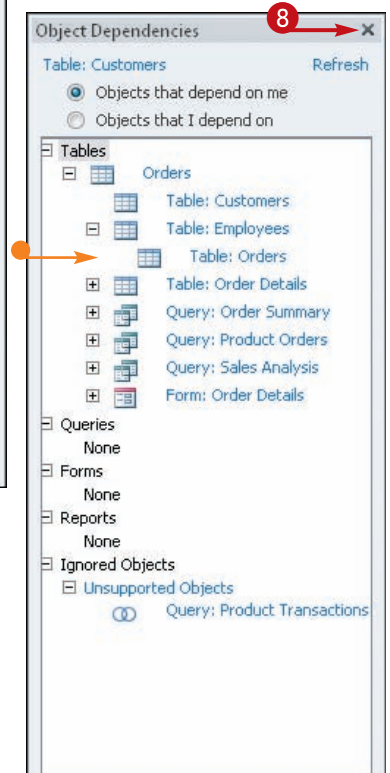 8
Object Dependencies
Table: Customers Refresh
Objects that depend on me
Objects that I depend on
Tables
Orders
Table: Customers
Table: Employees
Table: Orders
Table: Order Details
Query: Order Summary
Query: Product Orders
Query: Sales Analysis
Form: Order Details
Queries
None
Forms
None
Reports
None
Ignored Objects
Unsupported Objects
Query: Product Transactions